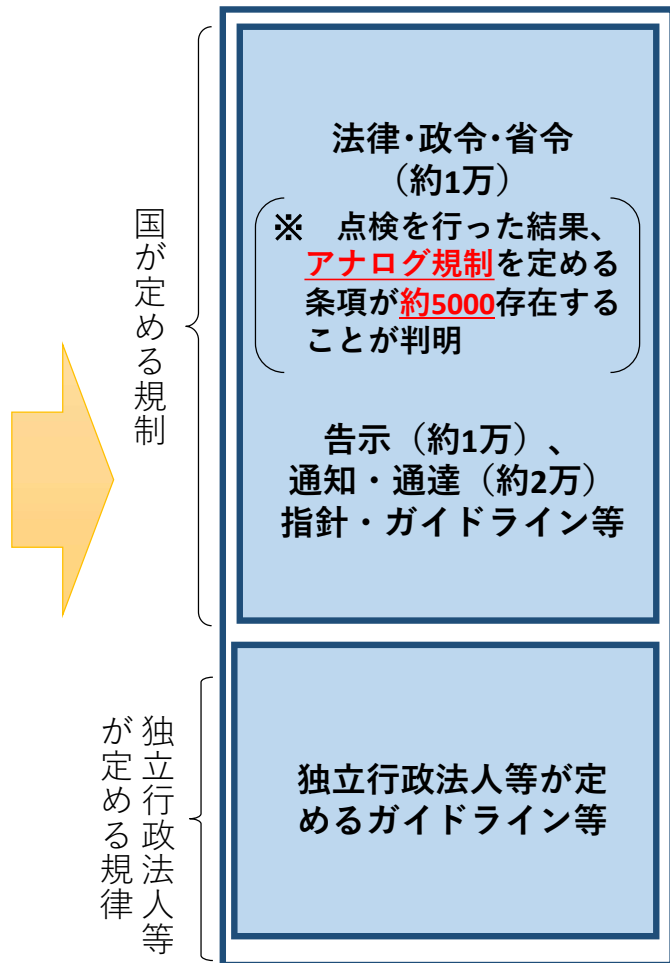 国が定める規制
法律･政令･省令
（約1万）
※　点検を行った結果、
アナログ規制を定める
条項が約5000存在する
ことが判明
告示（約1万）、
通知・通達（約2万）
指針・ガイドライン等
独立行政法人等
が定める規律
独立行政法人等が定
めるガイドライン等